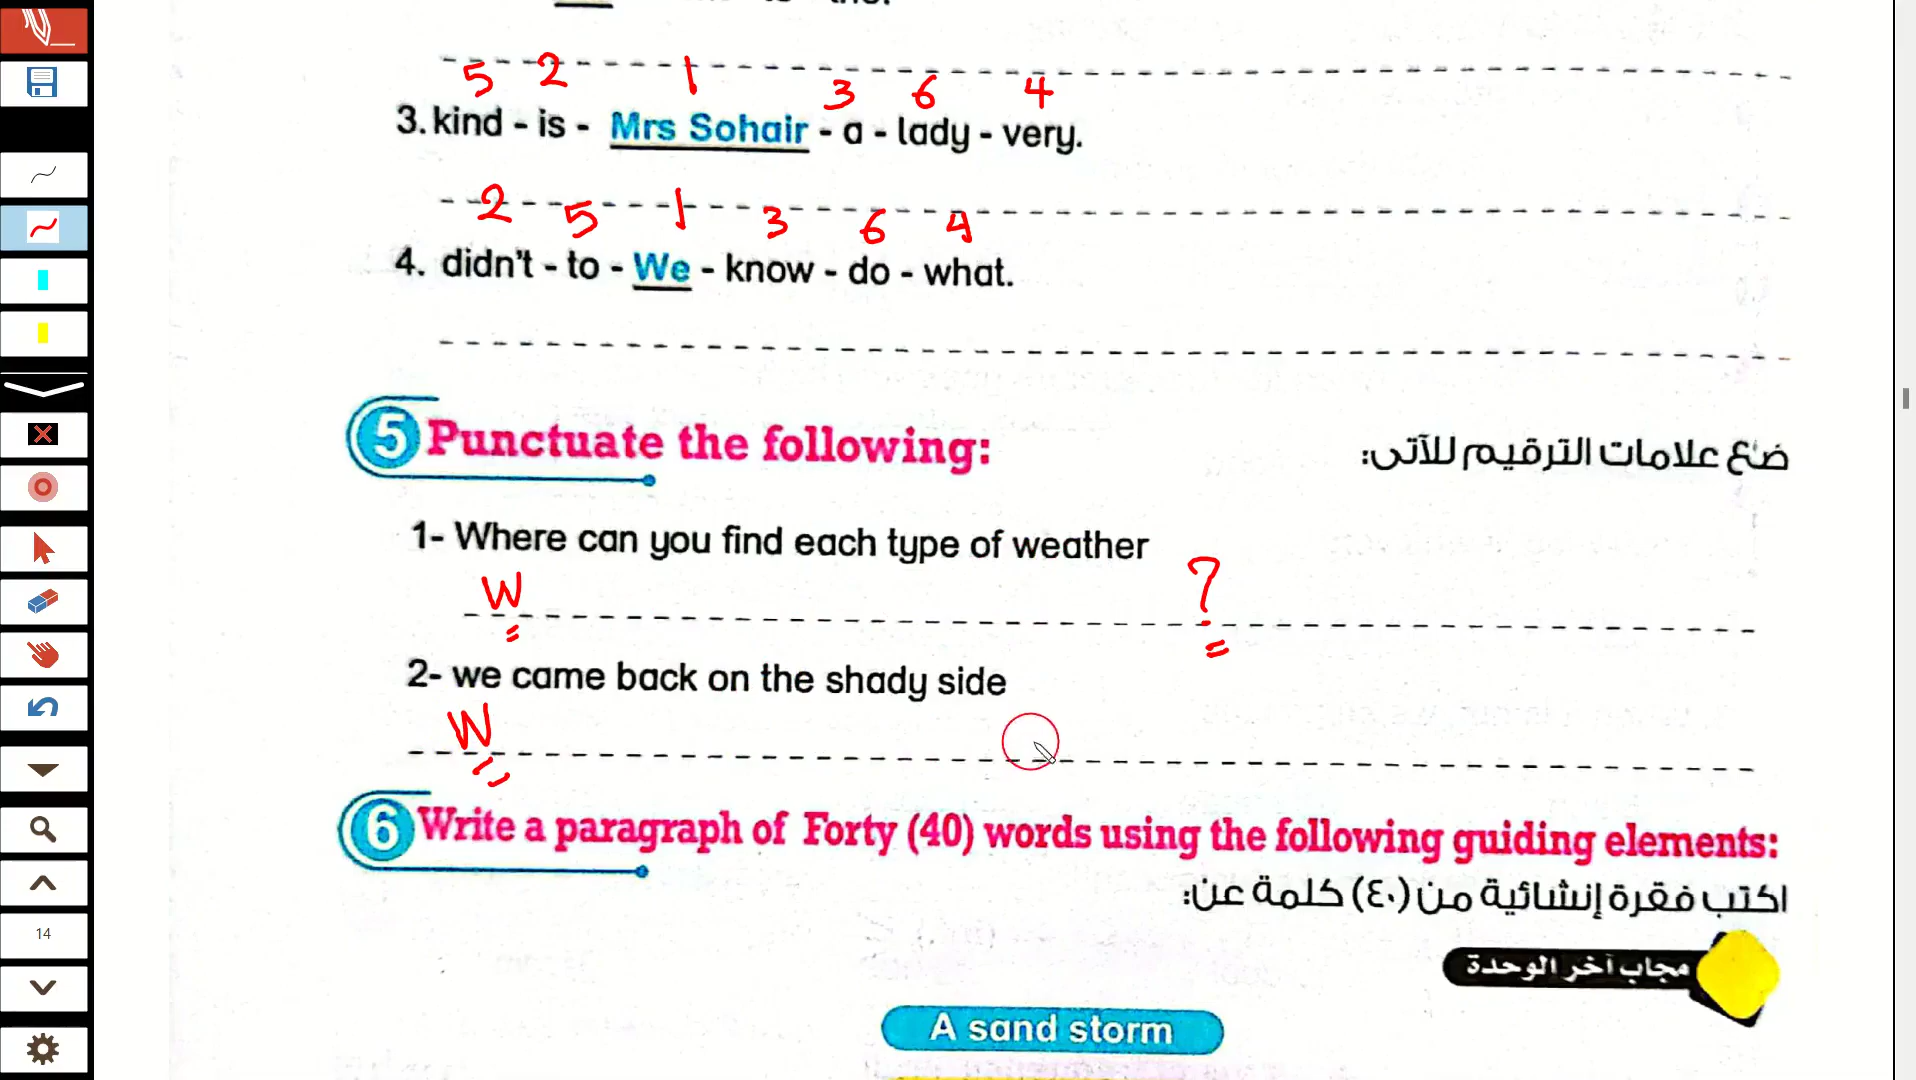 the.
5 2 1 3 6 4
3. kind - is - Mrs Sohair - a - lady - very.
2 5 1 3 6 4
4. didn't - to - We - know - do - what.
5 Punctuate the following:
ضع علامات الترقيم للآتى:
1- Where can you find each type of weather
W ?
2- we came back on the shady side
W
6 Write a paragraph of Forty (40) words using the following guiding elements:
اكتب فقرة إنشائية من (٤٠) كلمة عن:
مجاب آخر الوحدة
14
A sand storm